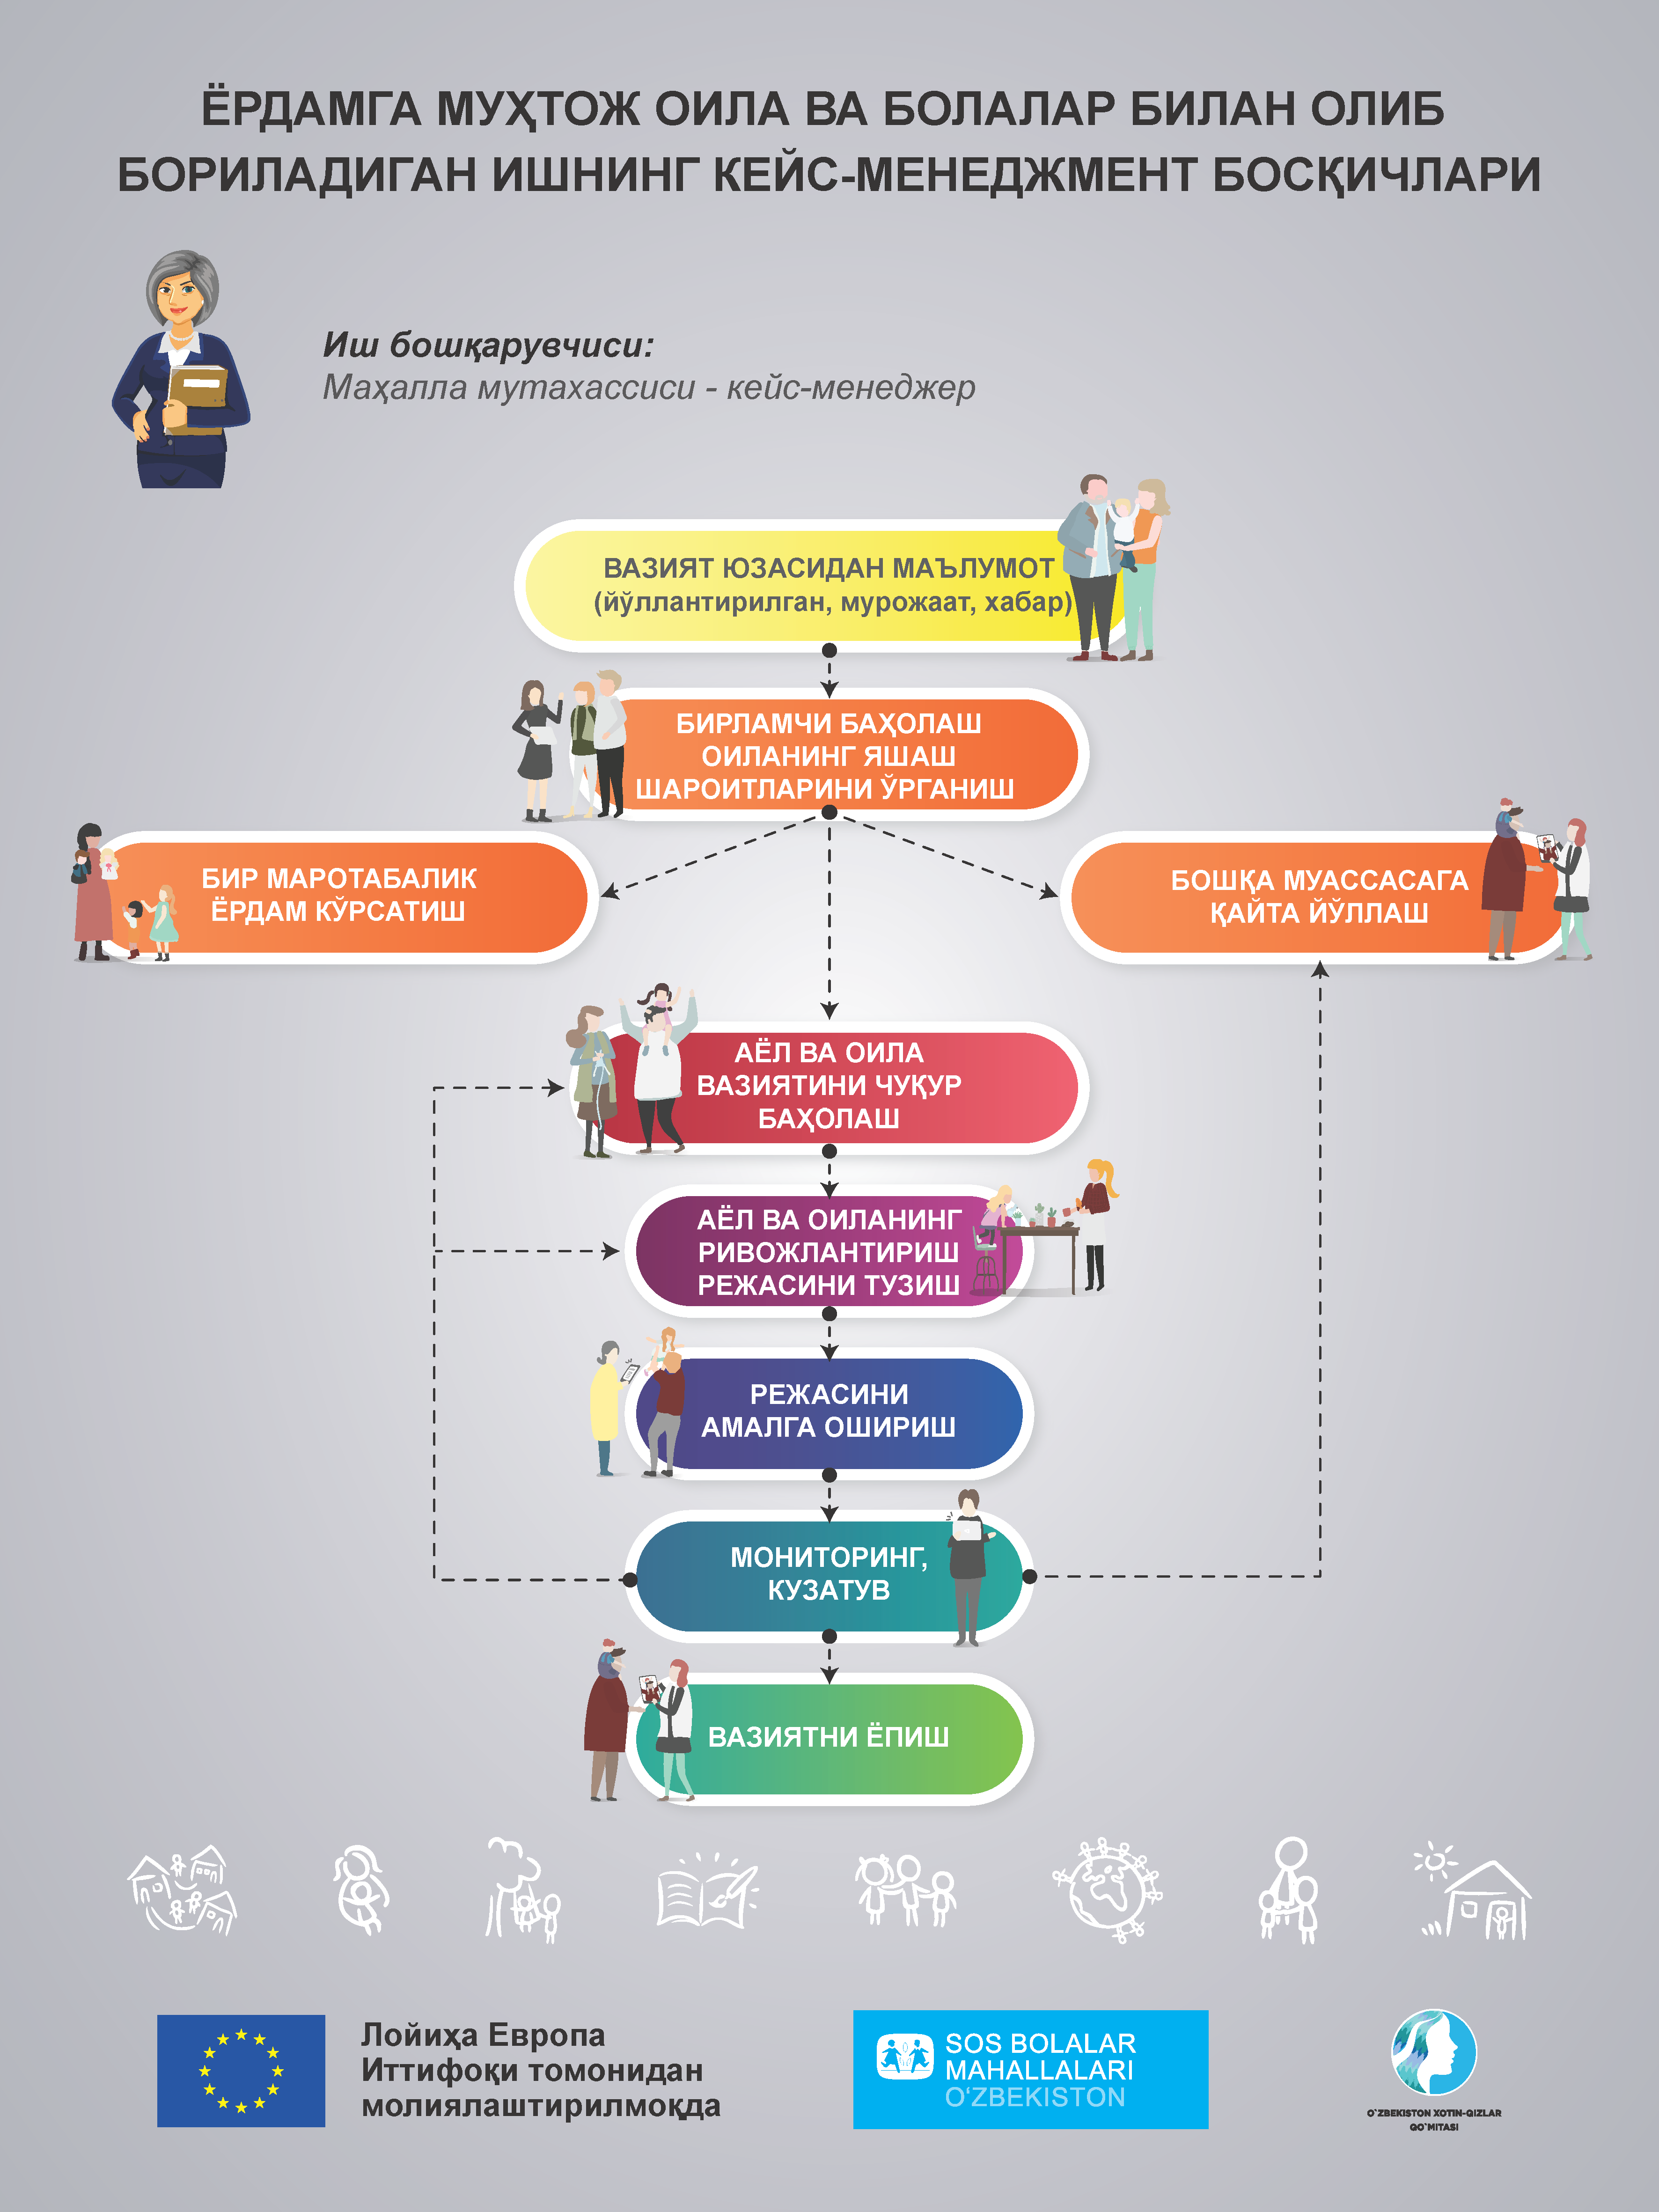 ЁРДАМГА МУҲТОЖ ОИЛА ВА БОЛАЛАР БИЛАН ОЛИБ
БОРИЛАДИГАН ИШНИНГ КЕЙС-МЕНЕДЖМЕНТ БОСҚИЧЛАРИ
Иш бошқарувчиси:
Маҳалла мутахассиси - кейс-менеджер
ВАЗИЯТ ЮЗАСИДАН МАЪЛУМОТ
(йўллантирилган, мурожаат, хабар)
БИРЛАМЧИ БАҲОЛАШ
ОИЛАНИНГ ЯШАШ
ШАРОИТЛАРИНИ ЎРГАНИШ
БИР МАРОТАБАЛИК
ЁРДАМ КЎРСАТИШ
БОШҚА МУАССАСАГА
ҚАЙТА ЙЎЛЛАШ
АЁЛ ВА ОИЛА
ВАЗИЯТИНИ ЧУҚУР
БАҲОЛАШ
АЁЛ ВА ОИЛАНИНГ
РИВОЖЛАНТИРИШ
РЕЖАСИНИ ТУЗИШ
РЕЖАСИНИ
АМАЛГА ОШИРИШ
МОНИТОРИНГ,
КУЗАТУВ
ВАЗИЯТНИ ЁПИШ
Лойиҳа Европа
Иттифоқи томонидан
молиялаштирилмоқда
SOS BOLALAR
MAHALLALARI
O‘ZBEKISTON
O`ZBEKISTON XOTIN-QIZLAR
QO`MITASI